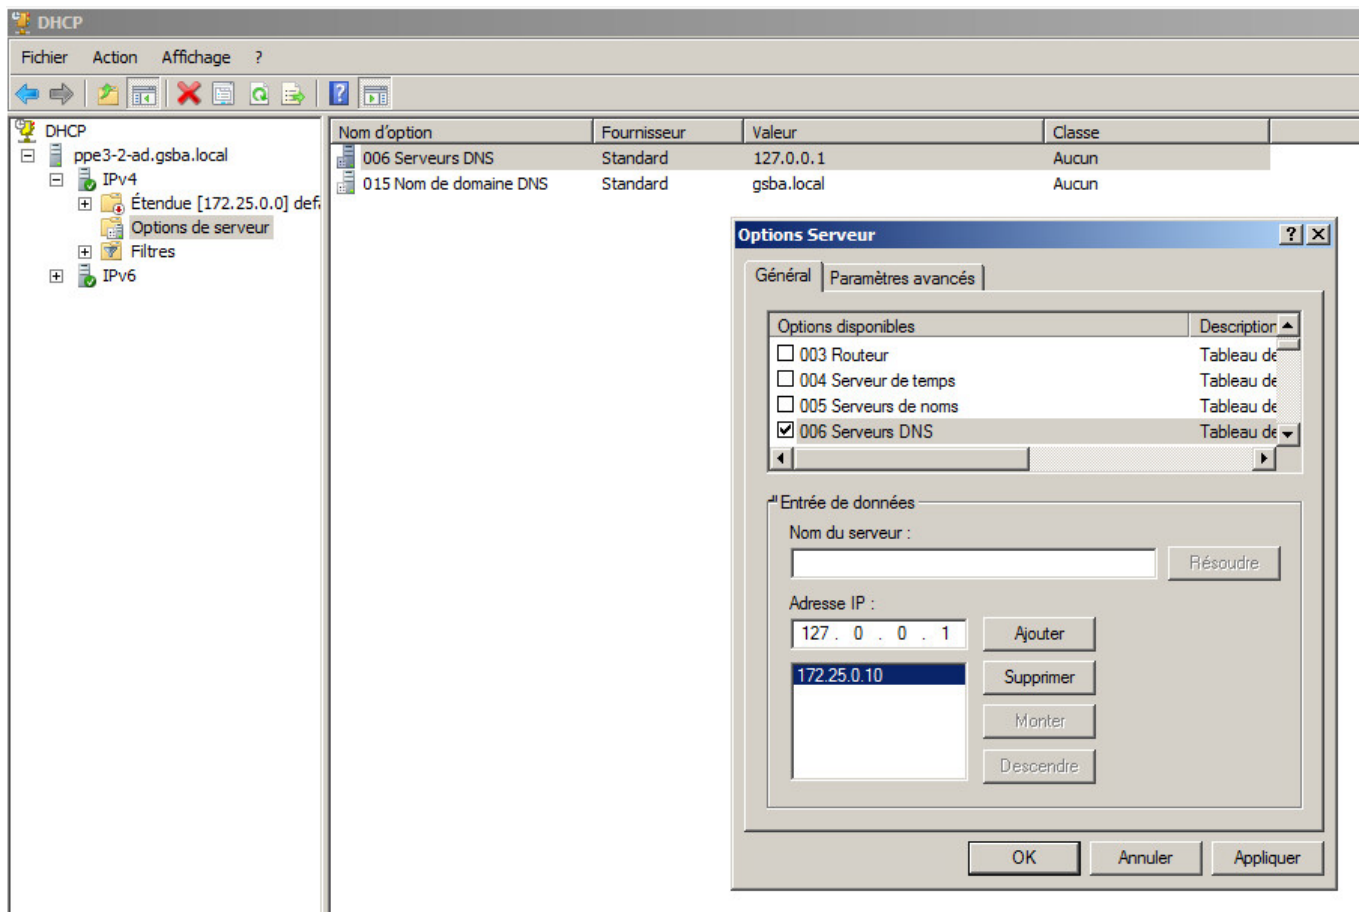 DHCP
Fichier Action Affichage ?
DHCP
ppe3-2-ad.gsba.local
IPv4
Étendue [172.25.0.0] defa
Options de serveur
Filtres
IPv6
Nom d'option Fournisseur Valeur Classe
006 Serveurs DNS Standard 127.0.0.1 Aucun
015 Nom de domaine DNS Standard gsba.local Aucun
Options Serveur
Général Paramètres avancés
Options disponibles Description
003 Routeur Tableau de
004 Serveur de temps Tableau de
005 Serveurs de noms Tableau de
006 Serveurs DNS Tableau de
Entrée de données
Nom du serveur :
Résoudre
Adresse IP :
127 . 0 . 0 . 1 Ajouter
172.25.0.10 Supprimer
Monter
Descendre
OK Annuler Appliquer